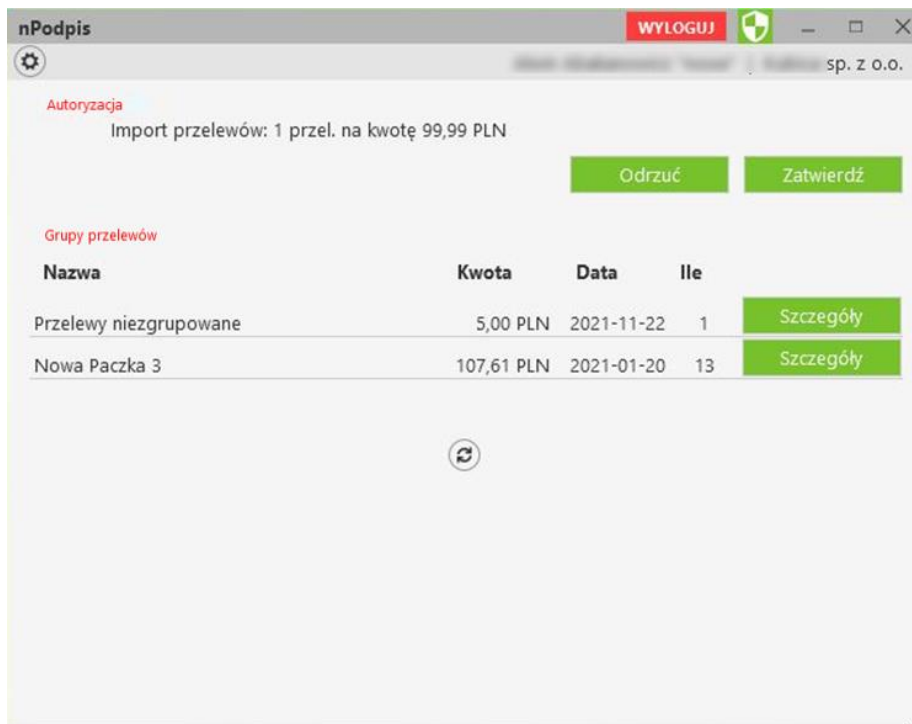 nPodpis WYLOGUJ
sp. z o.o.
Autoryzacja
Import przelewów: 1 przel. na kwotę 99,99 PLN
Odrzuć Zatwierdź
Grupy przelewów
Nazwa Kwota Data Ile
Przelewy niezgrupowane 5,00 PLN 2021-11-22 1 Szczegóły
Nowa Paczka 3 107,61 PLN 2021-01-20 13 Szczegóły